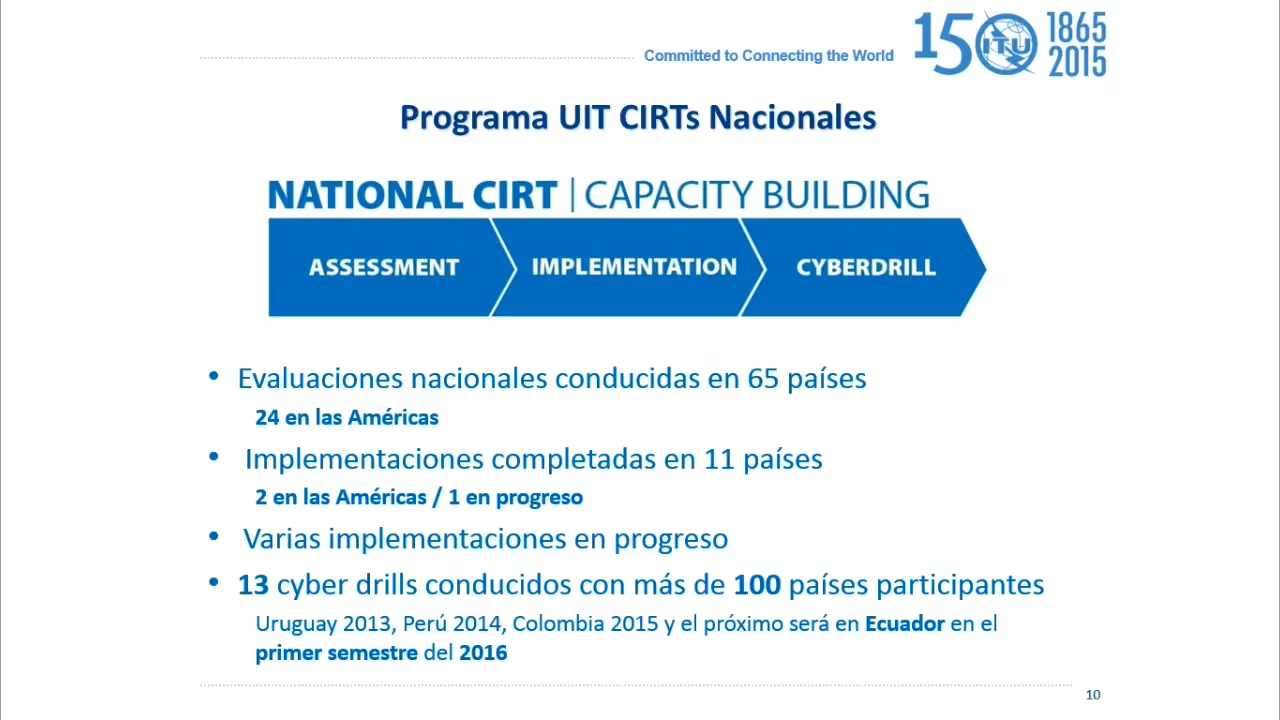 Committed to Connecting the World
150 ITU 1865
2015
Programa UIT CIRTs Nacionales
NATIONAL CIRT | CAPACITY BUILDING
ASSESSMENT IMPLEMENTATION CYBERDRILL
• Evaluaciones nacionales conducidas en 65 países
24 en las Américas
• Implementaciones completadas en 11 países
2 en las Américas / 1 en progreso
• Varias implementaciones en progreso
• 13 cyber drills conducidos con más de 100 países participantes
Uruguay 2013, Perú 2014, Colombia 2015 y el próximo será en Ecuador en el
primer semestre del 2016
10